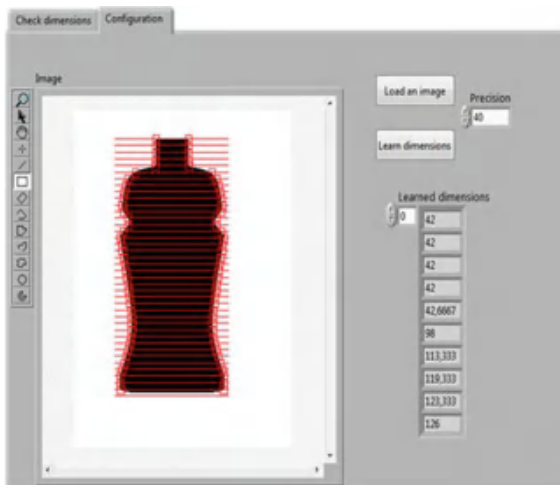 Check dimensions
Configuration
Image
Load an image
Precision
40
Learn dimensions
Learned dimensions
0
42
42
42
42
42,6667
98
113,333
119,333
123,333
126